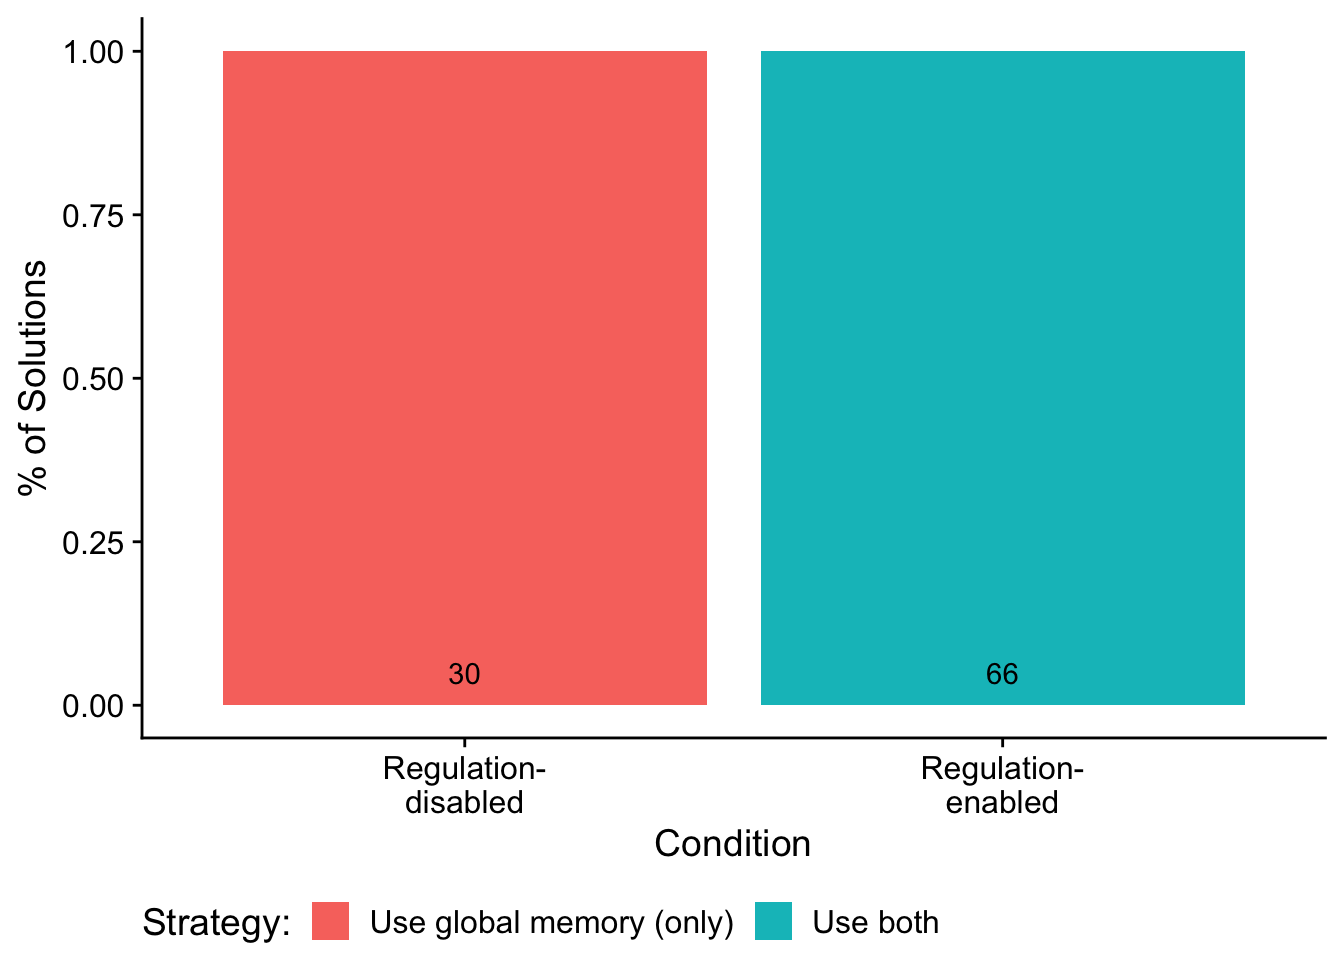 % of Solutions
1.00
0.75
0.50
0.25
0.00
30
66
Regulation-
disabled
Regulation-
enabled
Condition
Strategy:
Use global memory (only)
Use both